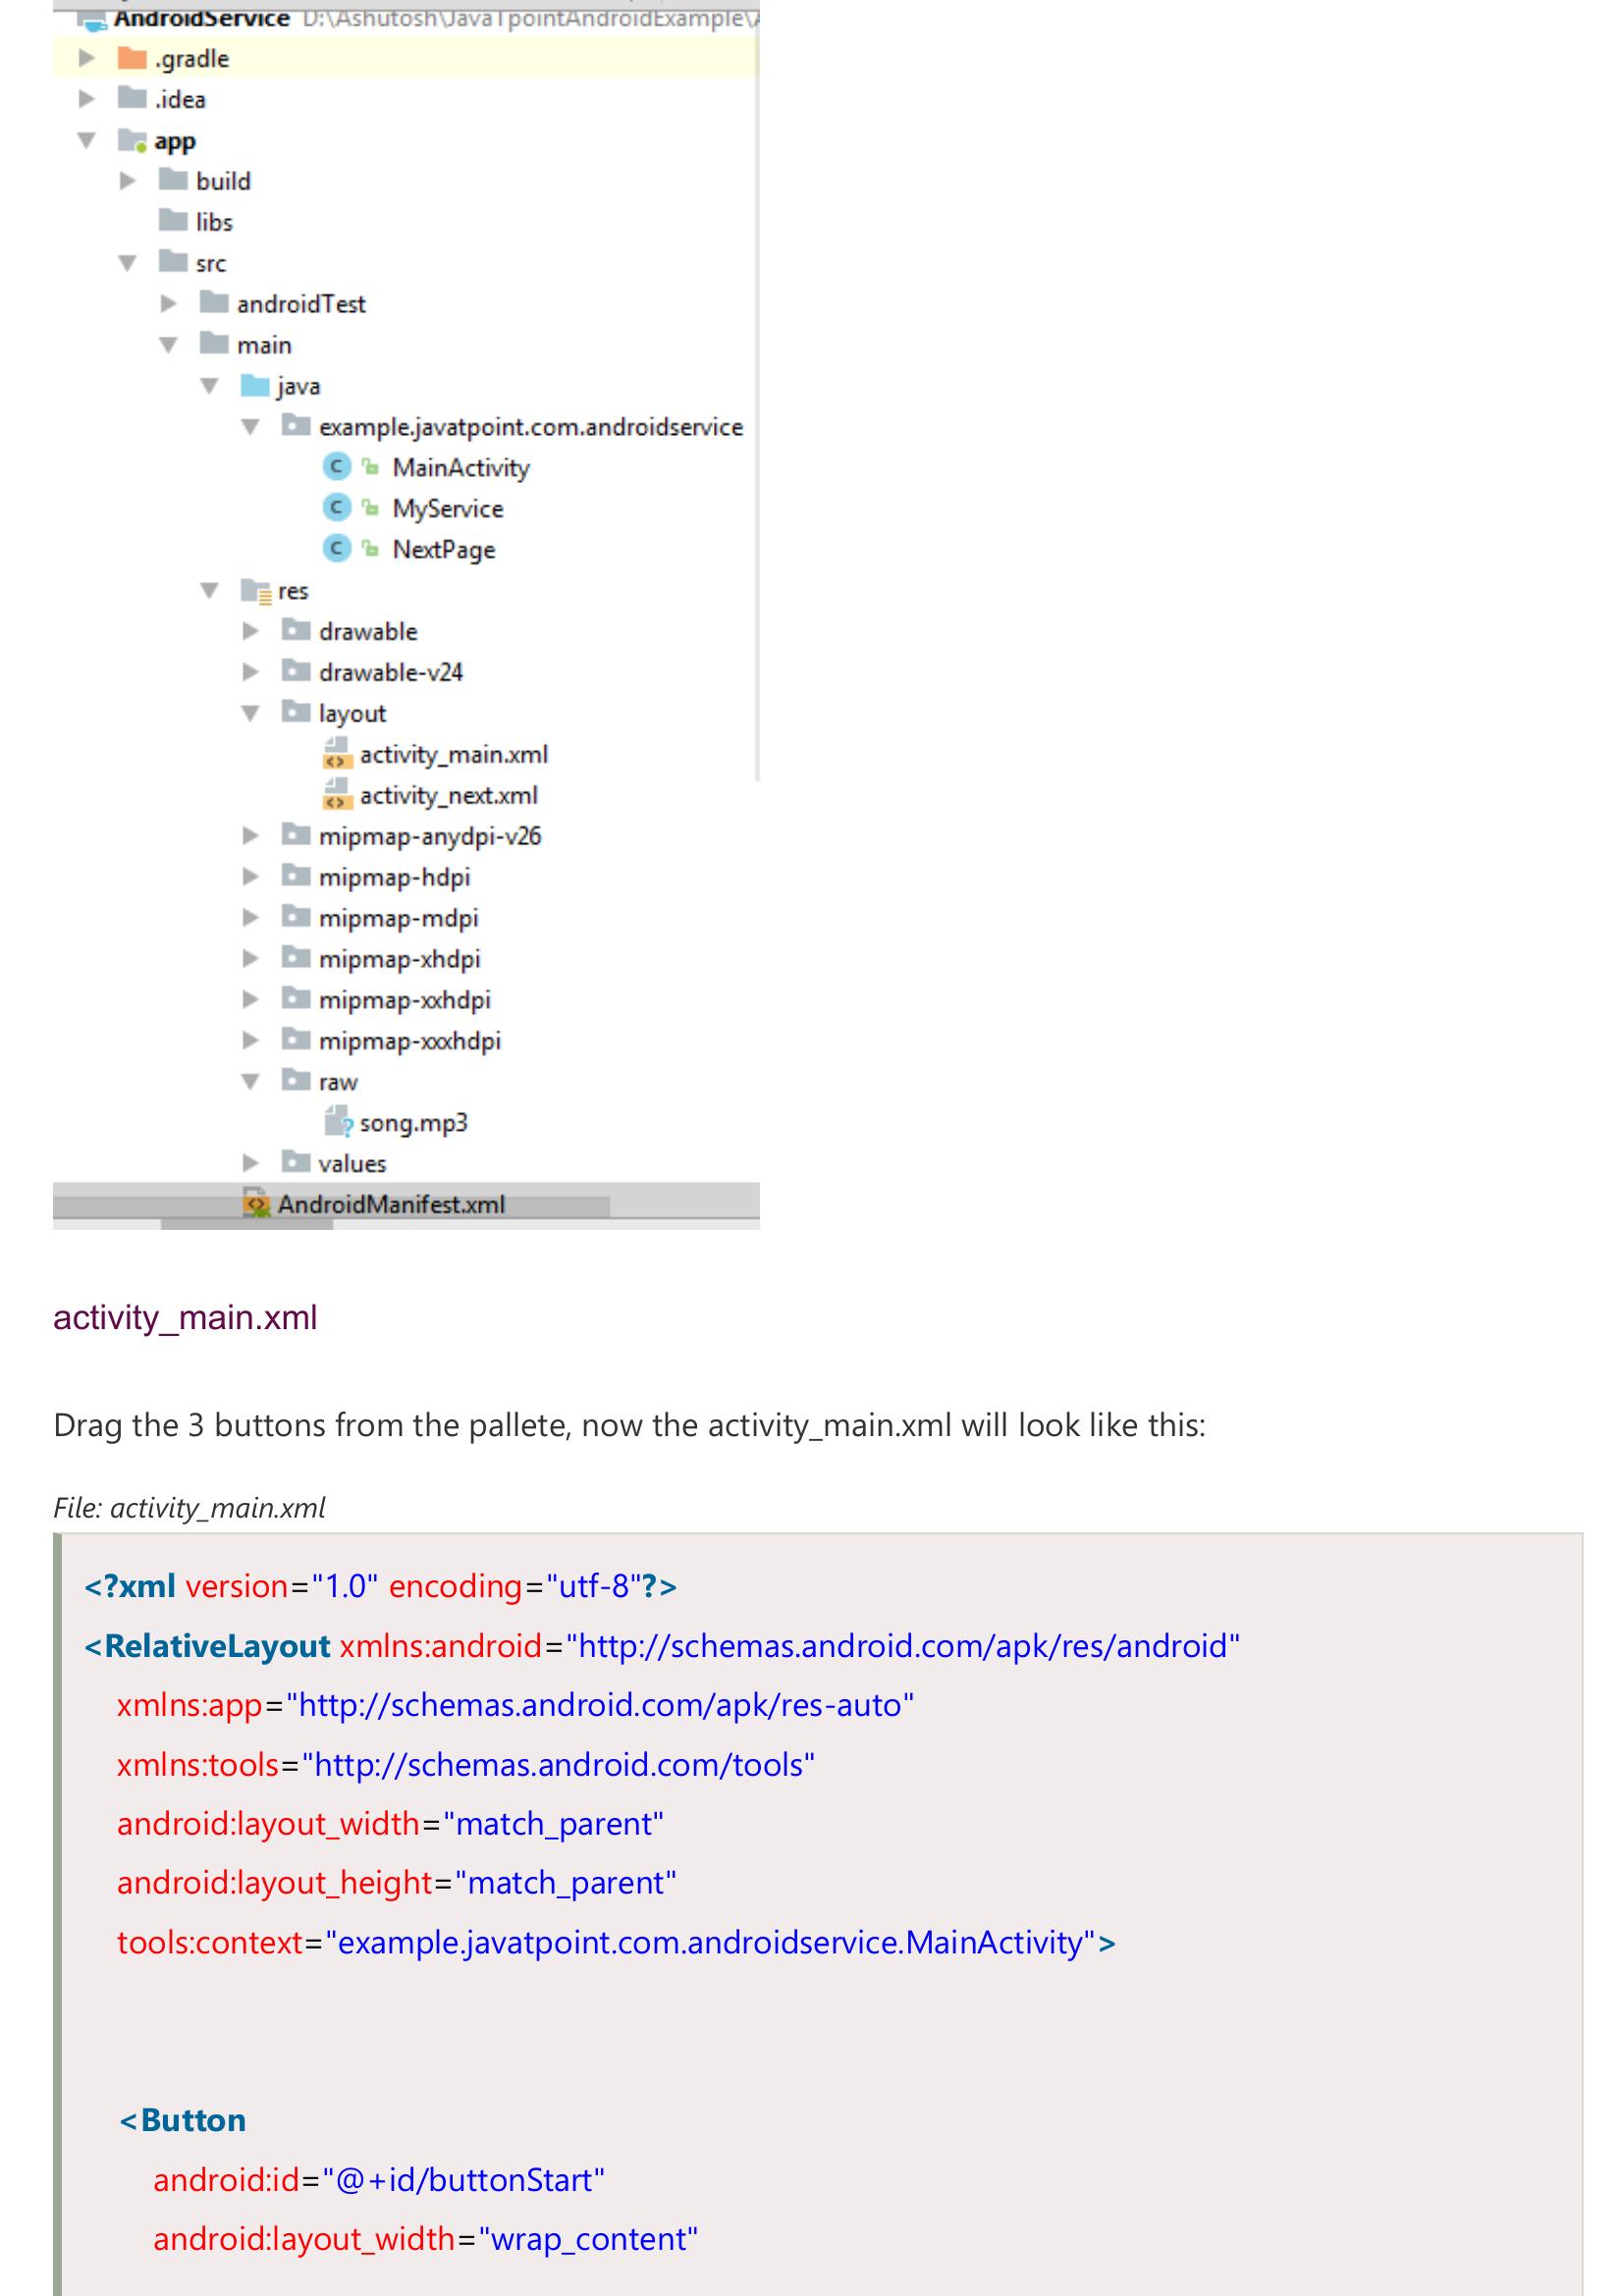 AndroidService D:\Ashutosh\JavaTpointAndroidExample\
.gradle
.idea
app
build
libs
src
androidTest
main
java
example.javatpoint.com.androidservice
MainActivity
MyService
NextPage
res
drawable
drawable-v24
layout
activity_main.xml
activity_next.xml
mipmap-anydpi-v26
mipmap-hdpi
mipmap-mdpi
mipmap-xhdpi
mipmap-xxhdpi
mipmap-xxxhdpi
raw
song.mp3
values
AndroidManifest.xml
activity_main.xml
Drag the 3 buttons from the pallete, now the activity_main.xml will look like this:
File: activity_main.xml
<?xml version="1.0" encoding="utf-8"?>
<RelativeLayout xmlns:android="http://schemas.android.com/apk/res/android"
xmlns:app="http://schemas.android.com/apk/res-auto"
xmlns:tools="http://schemas.android.com/tools"
android:layout_width="match_parent"
android:layout_height="match_parent"
tools:context="example.javatpoint.com.androidservice.MainActivity">
<Button
android:id="@+id/buttonStart"
android:layout_width="wrap_content"